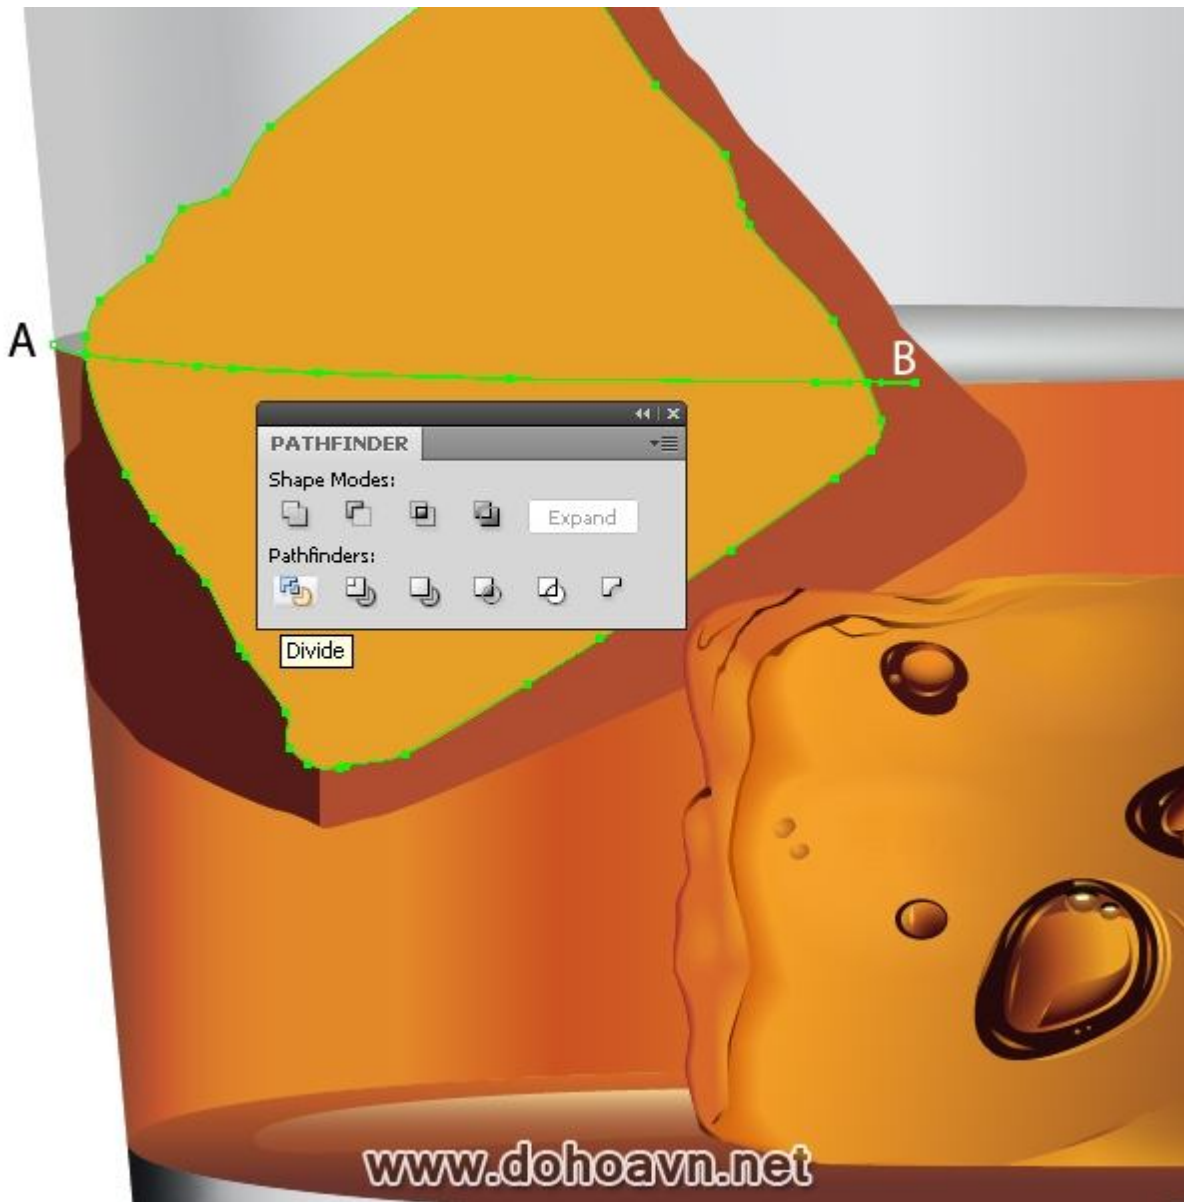 A
B
PATHFINDER
Shape Modes:
Expand
Pathfinders:
Divide
www.dohoavn.net